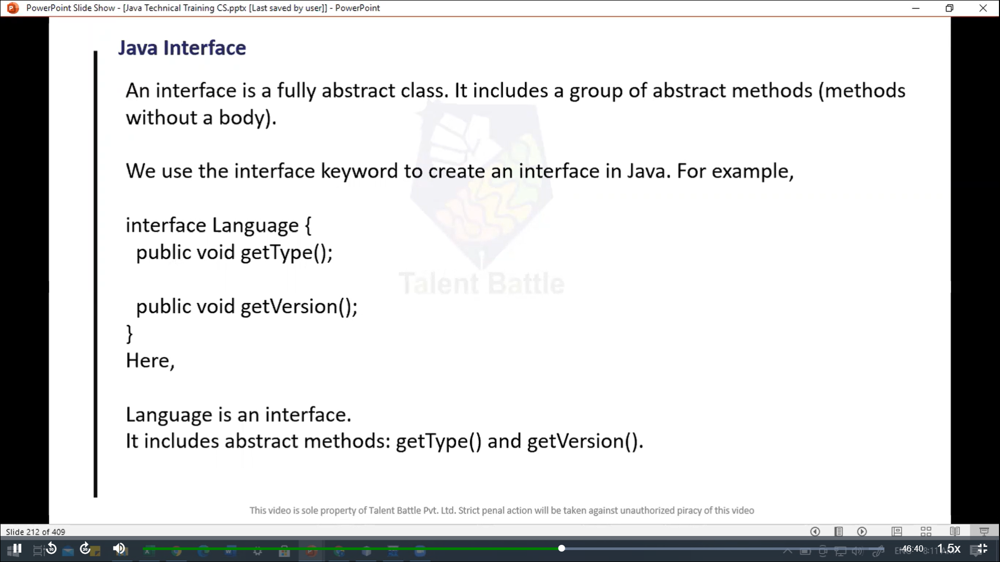 PowerPoint Slide Show - [Java Technical Training CS.pptx [Last saved by user]] - PowerPoint
Java Interface
An interface is a fully abstract class. It includes a group of abstract methods (methods
without a body).
We use the interface keyword to create an interface in Java. For example,
interface Language {
public void getType();
public void getVersion();
}
Here,
Language is an interface.
It includes abstract methods: getType() and getVersion().
Talent Battle
This video is sole property of Talent Battle Pvt. Ltd. Strict penal action will be taken against unauthorized piracy of this video
Slide 212 of 409
10
30
-46:40
1.5x